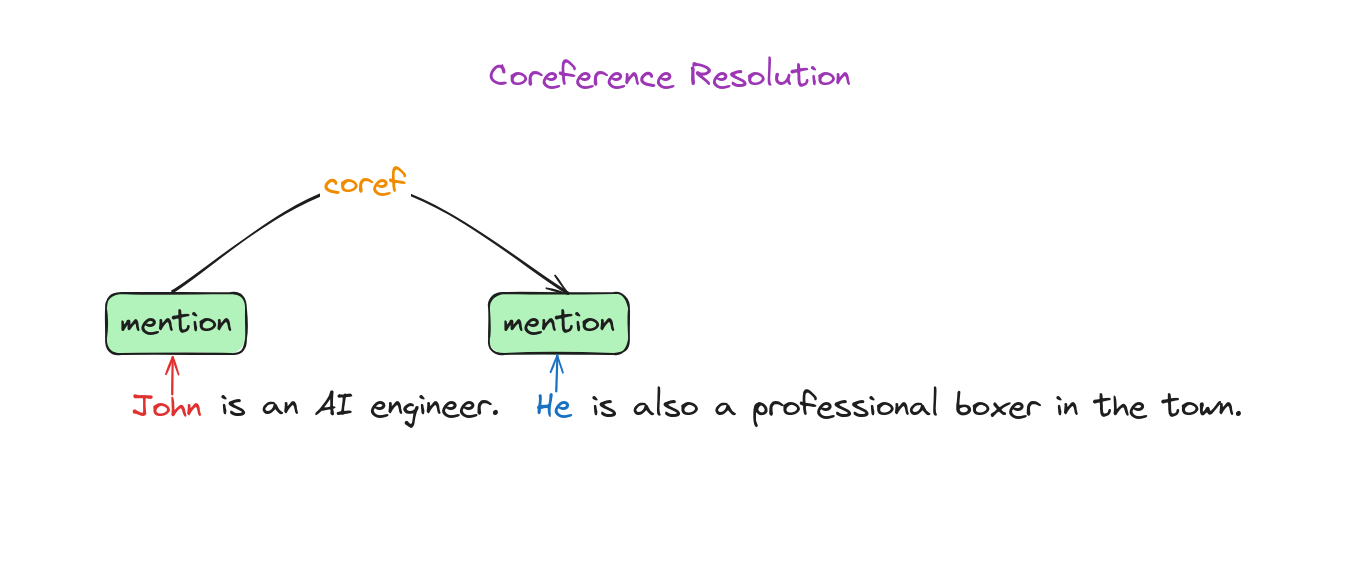 Coreference Resolution
coref
mention mention
John is an AI engineer. He is also a professional boxer in the town.